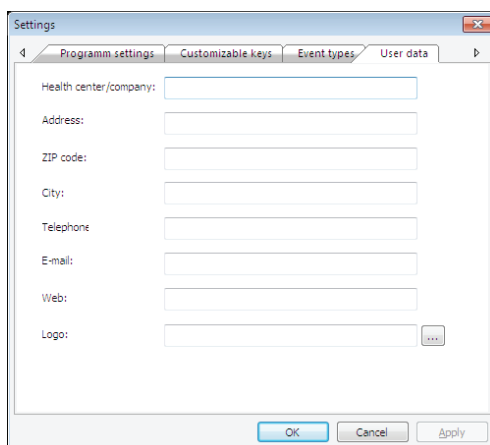 Settings
Programm settings Customizable keys Event types User data
Health center/company:
Address:
ZIP code:
City:
Telephone
E-mail:
Web:
Logo:
...
OK Cancel Apply